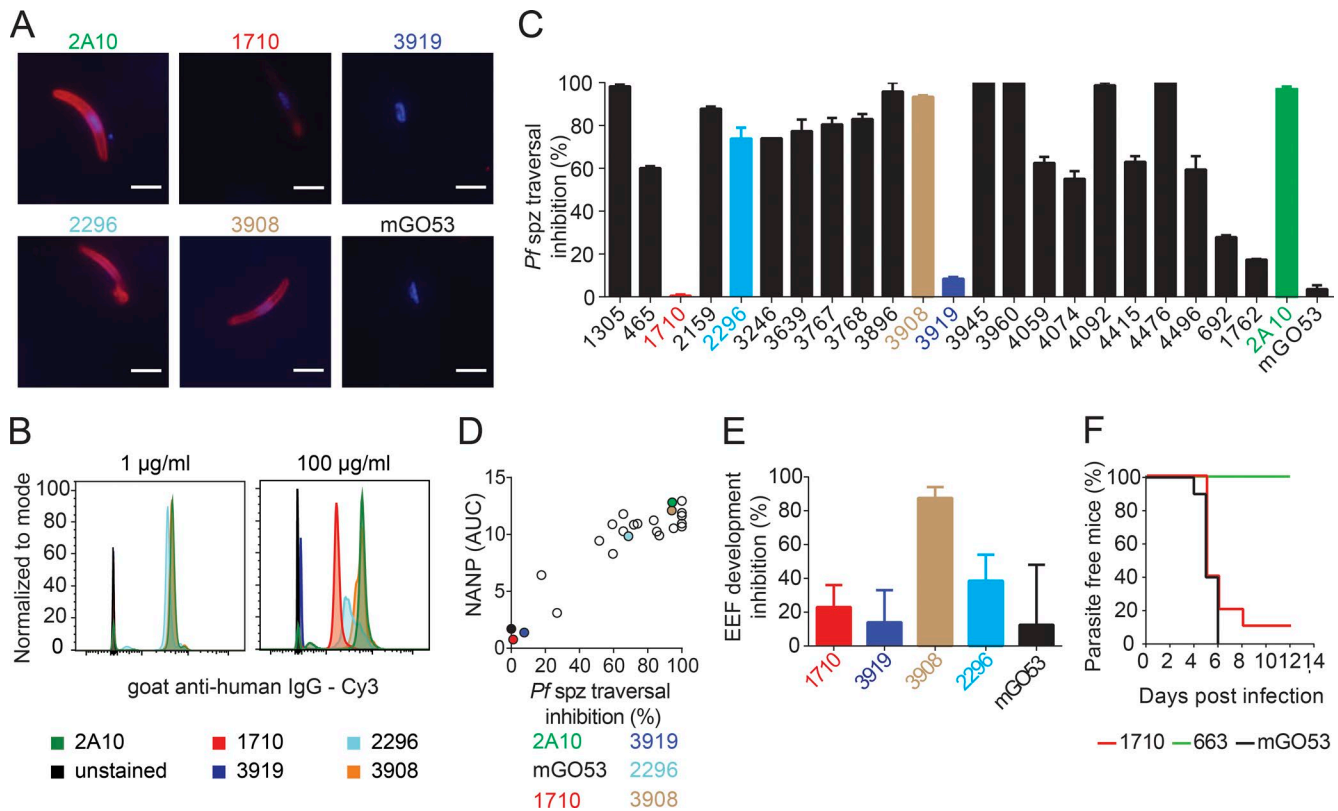 A
2A10 1710 3919
2296 3908 mGO53
B
1 µg/ml 100 µg/ml
Normalized to mode
100
80
60
40
20
0
goat anti-human IgG - Cy3
2A10 1710 2296
unstained 3919 3908
C
Pf spz traversal
inhibition (%)
100
80
60
40
20
0
1305 465 1710 2159 2296 3246 3639 3767 3768 3896 3908 3919 3945 3960 4059 4074 4092 4415 4476 4496 692 1762 2A10 mGO53
D
NANP (AUC)
15
10
5
0
0 20 40 60 80 100
Pf spz traversal
inhibition (%)
2A10 3919
mGO53 2296
1710 3908
E
EEF development
inhibition (%)
100
80
60
40
20
0
1710 3919 3908 2296 mGO53
F
Parasite free mice (%)
100
80
60
40
20
0
0 2 4 6 8 10 12 14
Days post infection
1710 663 mGO53